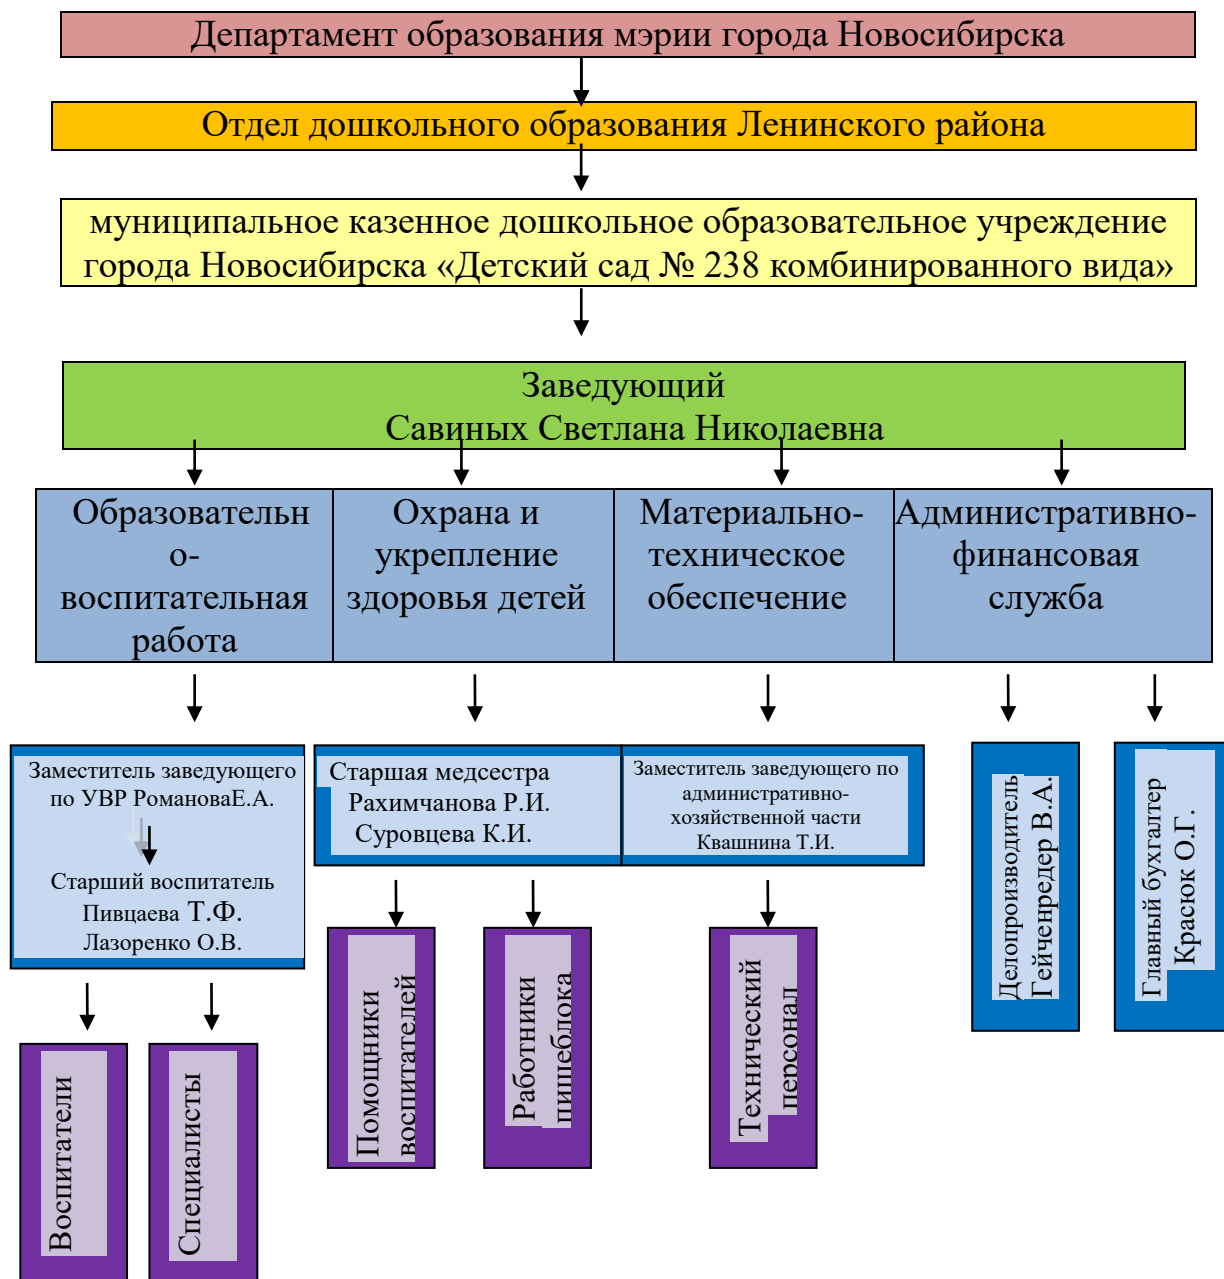 Департамент образования мэрии города Новосибирска
Отдел дошкольного образования Ленинского района
муниципальное казенное дошкольное образовательное учреждение
города Новосибирска «Детский сад № 238 комбинированного вида»
Заведующий
Савиных Светлана Николаевна
Образовательн
о-
воспитательная
работа
Охрана и
укрепление
здоровья детей
Материально-
техническое
обеспечение
Административно-
финансовая
служба
Заместитель заведующего
по УВР РомановаЕ.А.
Старший воспитатель
Пивцаева Т.Ф.
Лазоренко О.В.
Старшая медсестра
Рахимчанова Р.И.
Суровцева К.И.
Заместитель заведующего по
административно-
хозяйственной части
Квашнина Т.И.
Делопроизводитель
Гейченредер В.А.
Главный бухгалтер
Красюк О.Г.
Воспитатели
Специалисты
Помощники
воспитателей
Работники
пищеблока
Технический
персонал